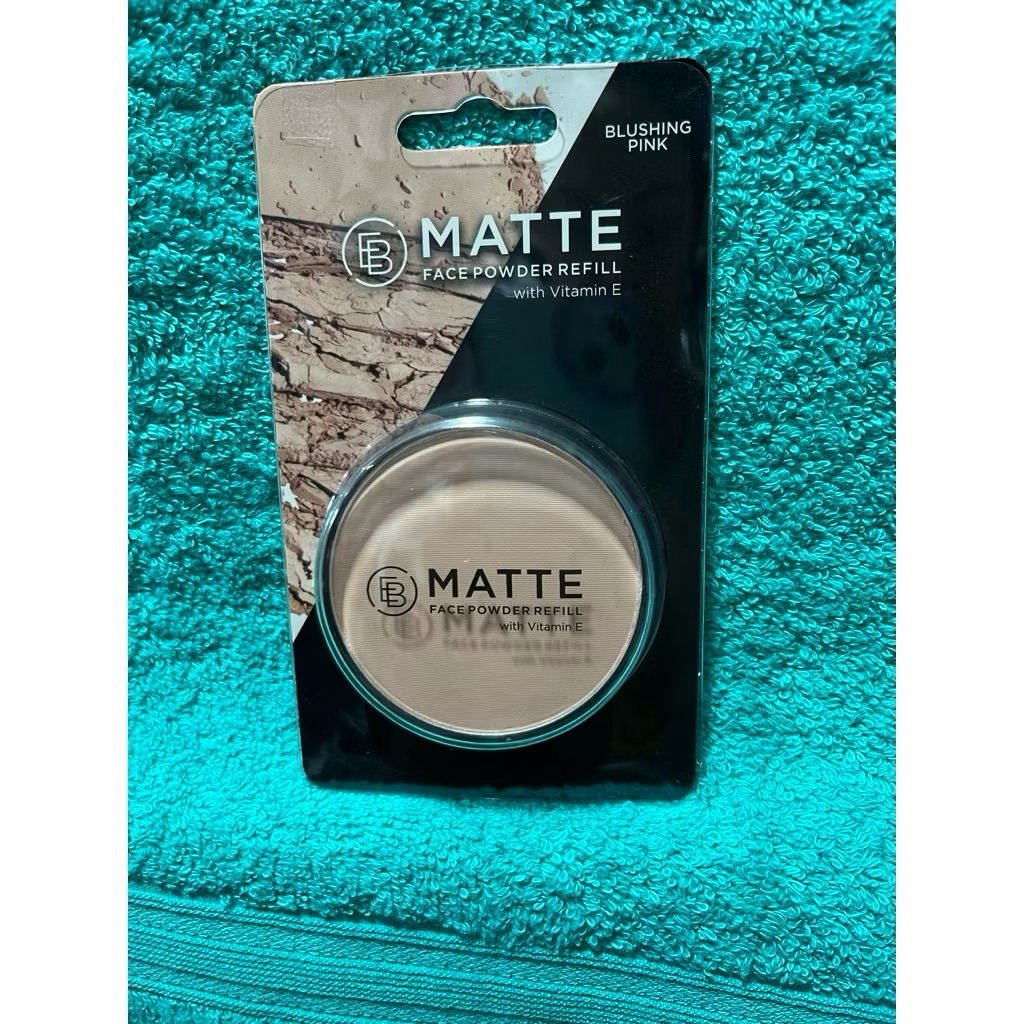 BLUSHING
PINK
EB MATTE
FACE POWDER REFILL
with Vitamin E
EB MATTE
FACE POWDER REFILL
with Vitamin E